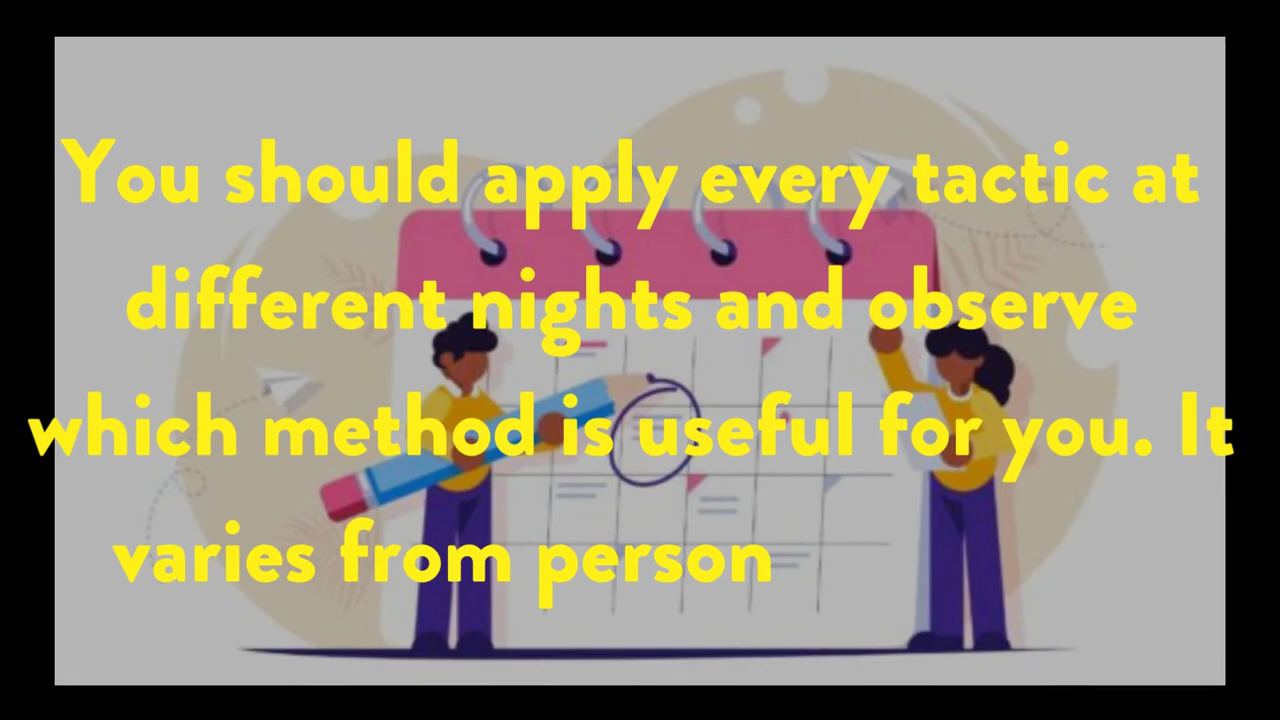 You should apply every tactic at
different nights and observe
which method is useful for you. It
varies from person